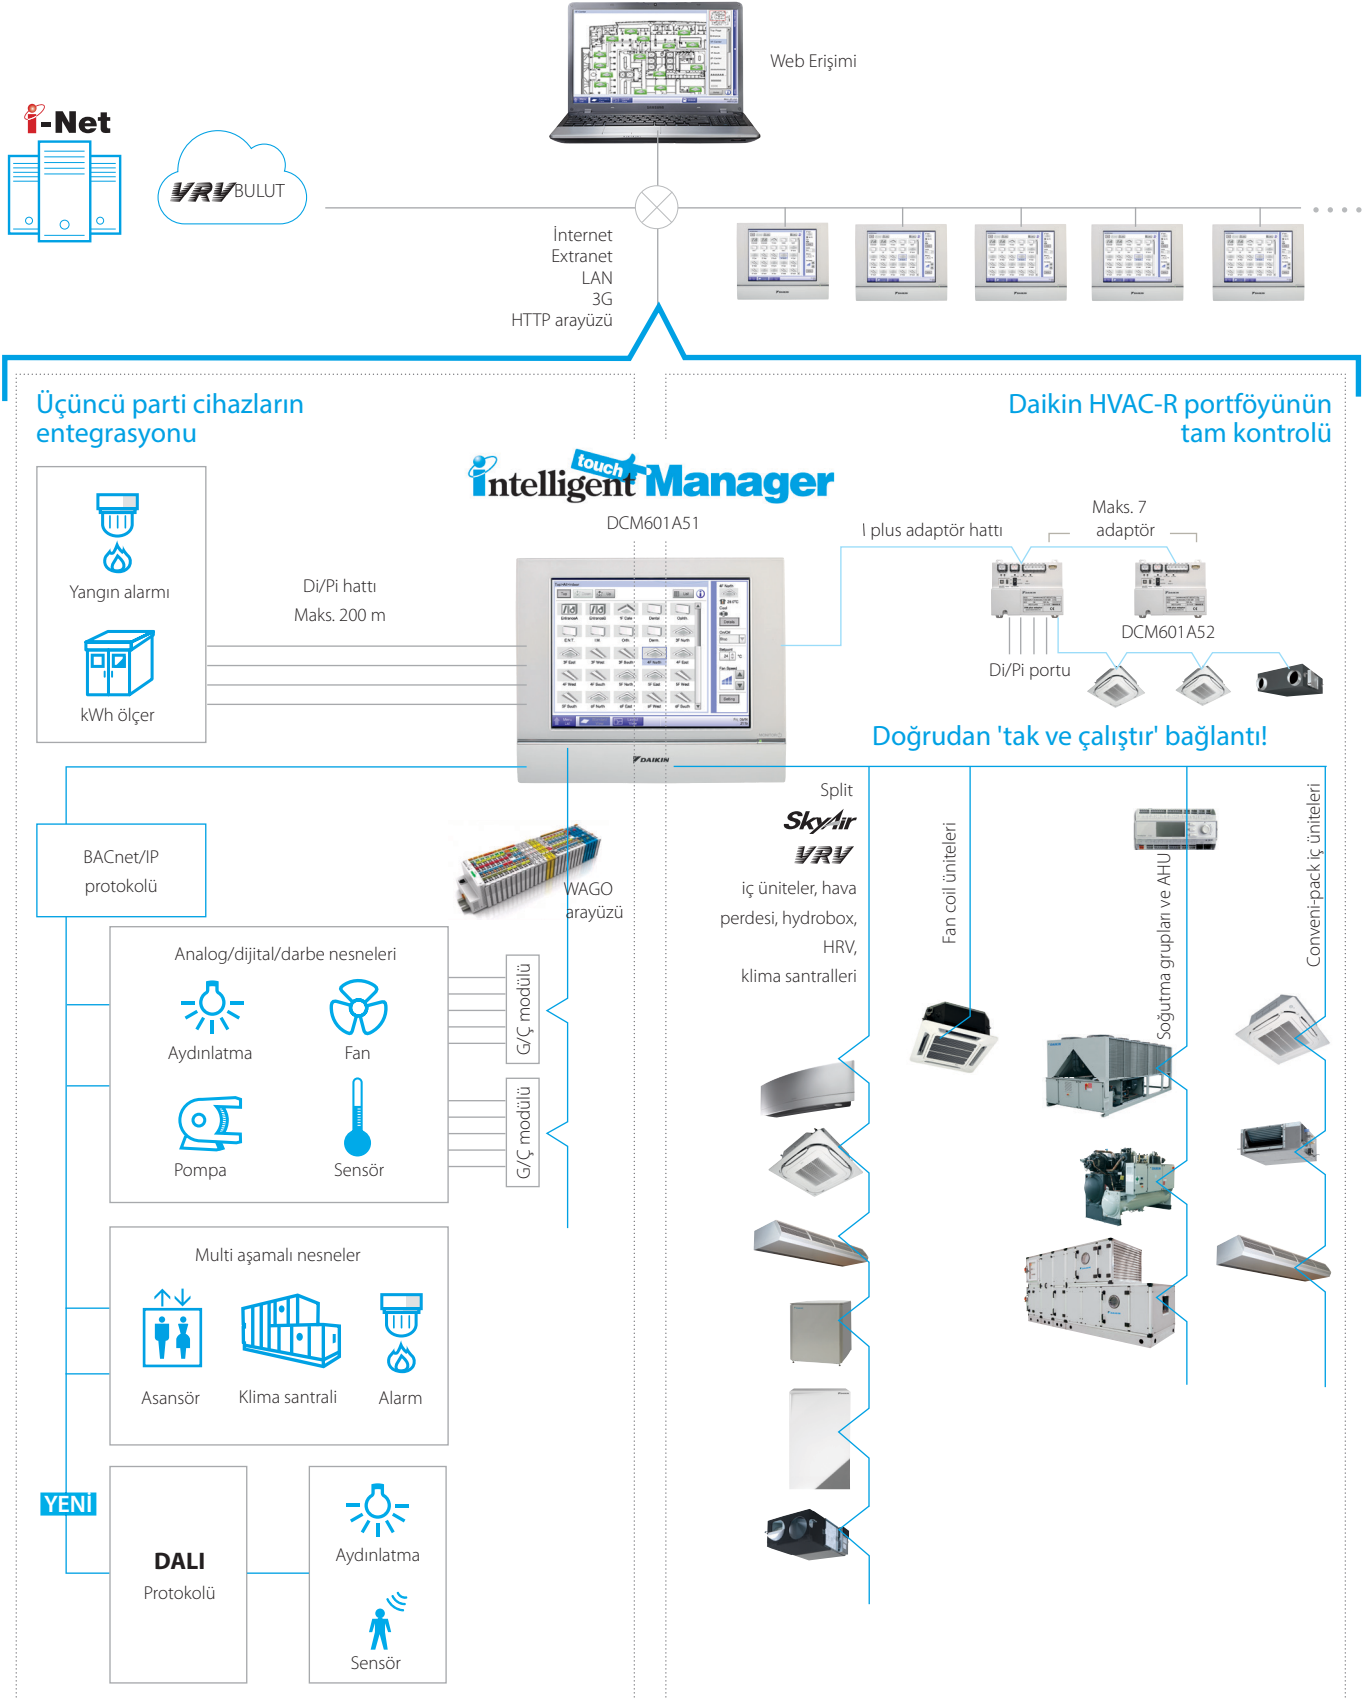 Web Erişimi
i-Net
VRV BULUT
İnternet
Extranet
LAN
3G
HTTP arayüzü
Üçüncü parti cihazların
entegrasyonu
Daikin HVAC-R portföyünün
tam kontrolü
intelligent touch Manager
DCM601A51
Yangın alarmı
kWh ölçer
Di/Pi hattı
Maks. 200 m
I plus adaptör hattı
Maks. 7
adaptör
DCM601A52
Di/Pi portu
DAIKIN
Doğrudan 'tak ve çalıştır' bağlantı!
BACnet/IP
protokolü
WAGO
arayüzü
Analog/dijital/darbe nesneleri
Aydınlatma
Fan
Pompa
Sensör
G/Ç modülü
G/Ç modülü
Multi aşamalı nesneler
Asansör
Klima santrali
Alarm
YENİ
DALI
Protokolü
Aydınlatma
Sensör
Split
SkyAir
VRV
iç üniteler, hava
perdesi, hydrobox,
HRV,
klima santralleri
Fan coil üniteleri
Soğutma grupları ve AHU
Conveni-pack iç üniteleri